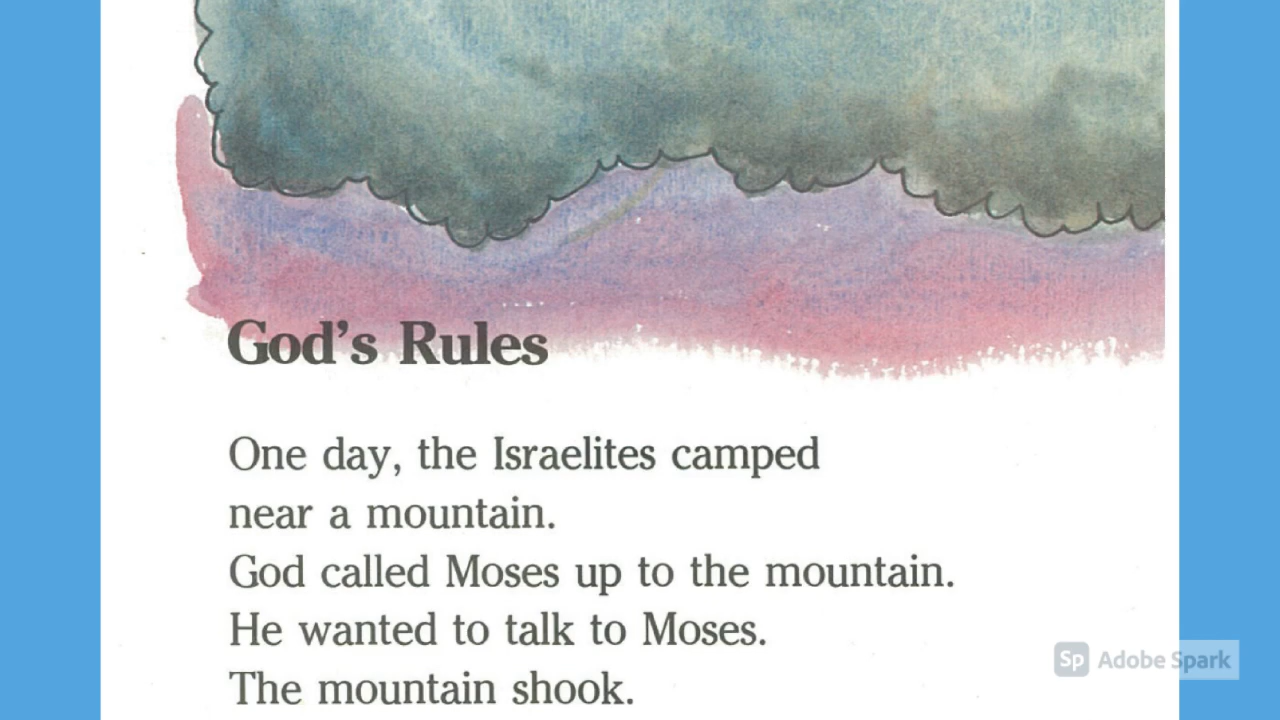 God's Rules
One day, the Israelites camped
near a mountain.
God called Moses up to the mountain.
He wanted to talk to Moses.
The mountain shook.
Sp Adobe Spark